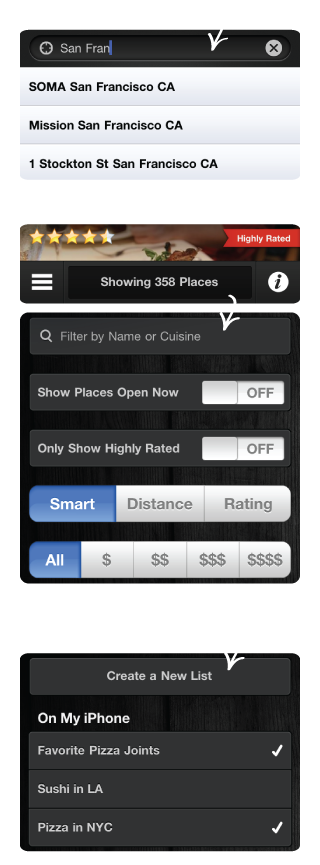 San Fran
SOMA San Francisco CA
Mission San Francisco CA
1 Stockton St San Francisco CA
Highly Rated
Showing 358 Places
i
Filter by Name or Cuisine
Show Places Open Now OFF
Only Show Highly Rated OFF
Smart Distance Rating
All $ $$ $$$ $$$$
Create a New List
On My iPhone
Favorite Pizza Joints
Sushi in LA
Pizza in NYC